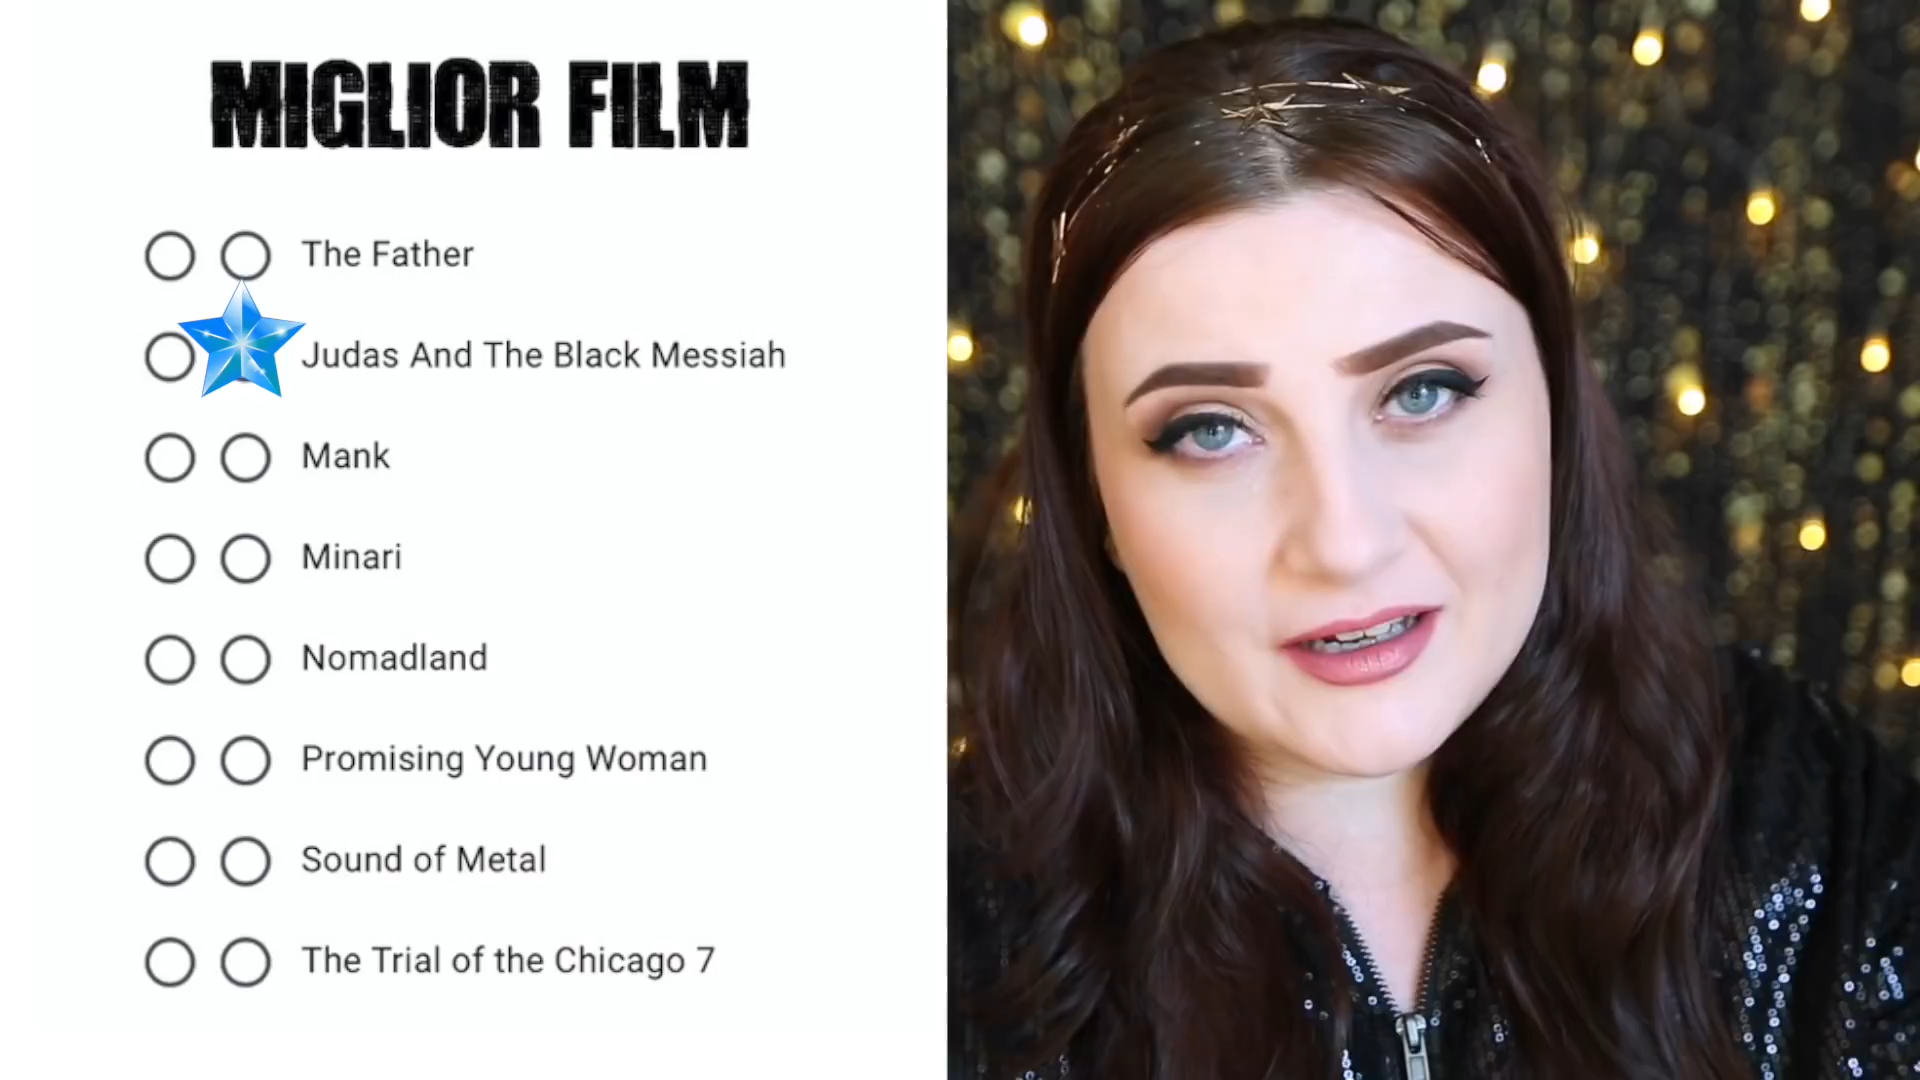 MIGLIOR FILM
The Father
Judas And The Black Messiah
Mank
Minari
Nomadland
Promising Young Woman
Sound of Metal
The Trial of the Chicago 7